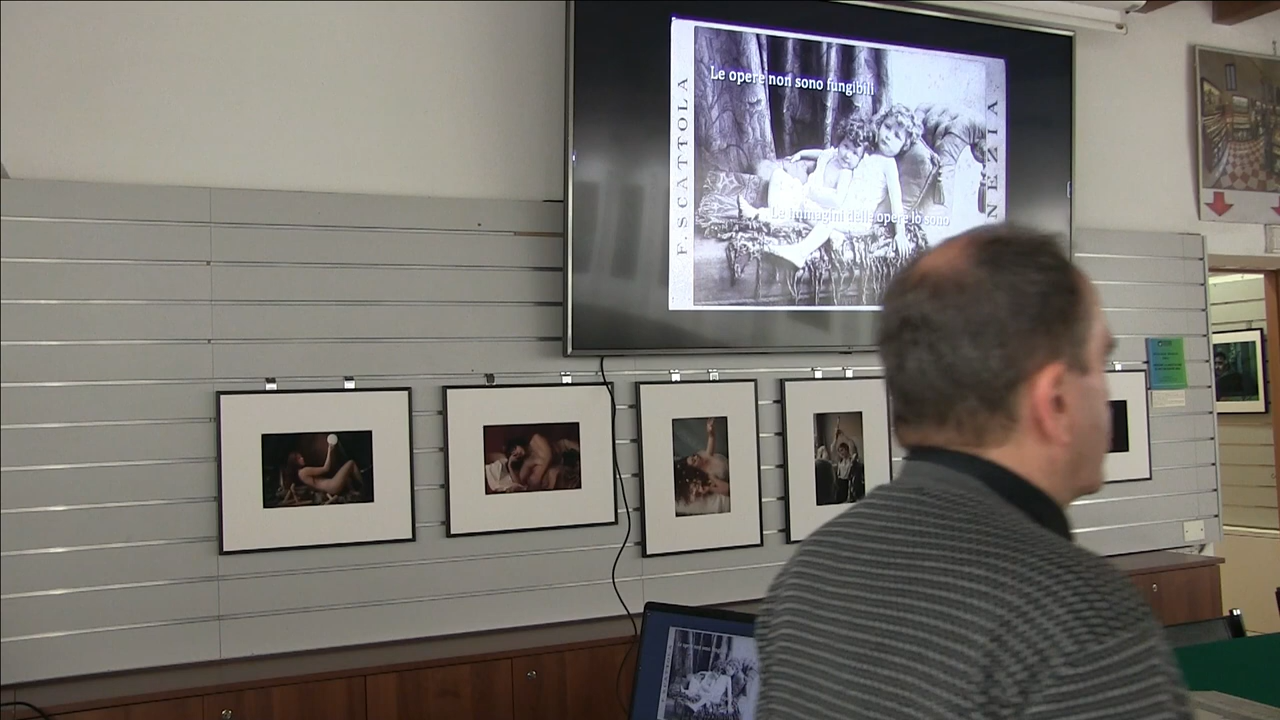 Le opere non sono fungibili
F. SCATTOLA
NEZIA.
Le immagini delle opere lo sono